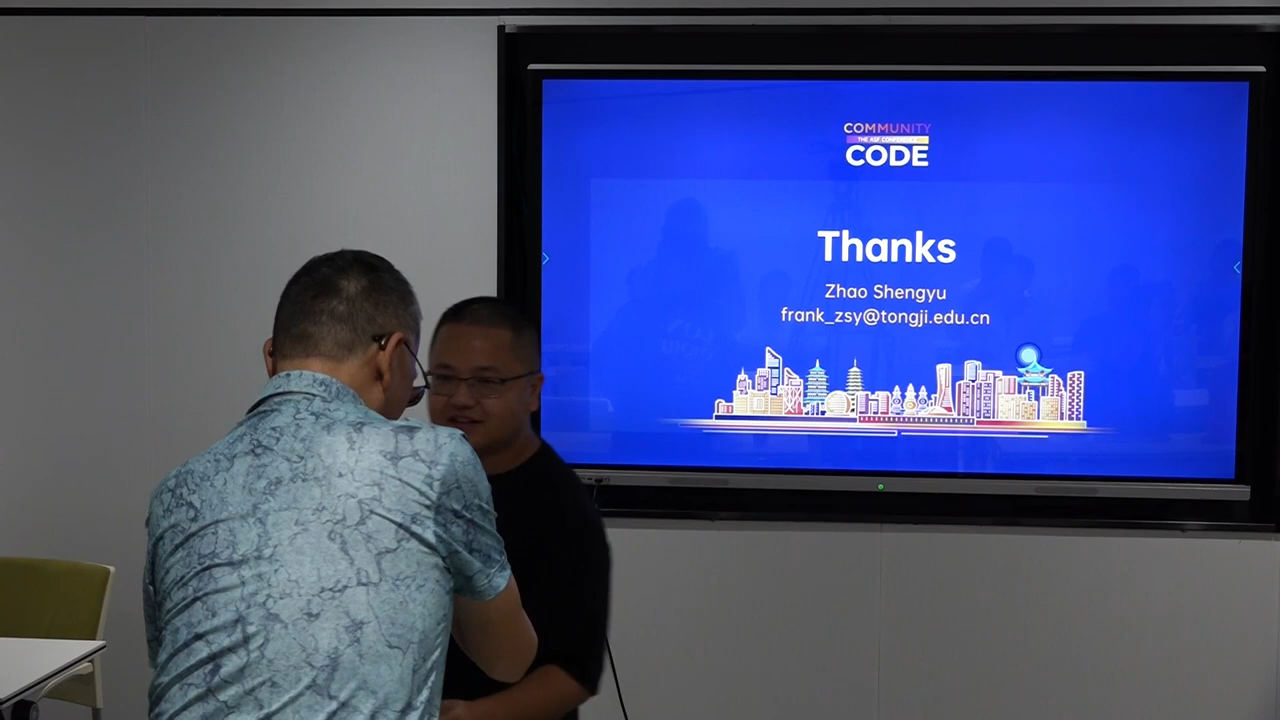 COMMUNITY
THE ASF CONFERENCE
CODE
Thanks
Zhao Shengyu
frank_zsy@tongji.edu.cn